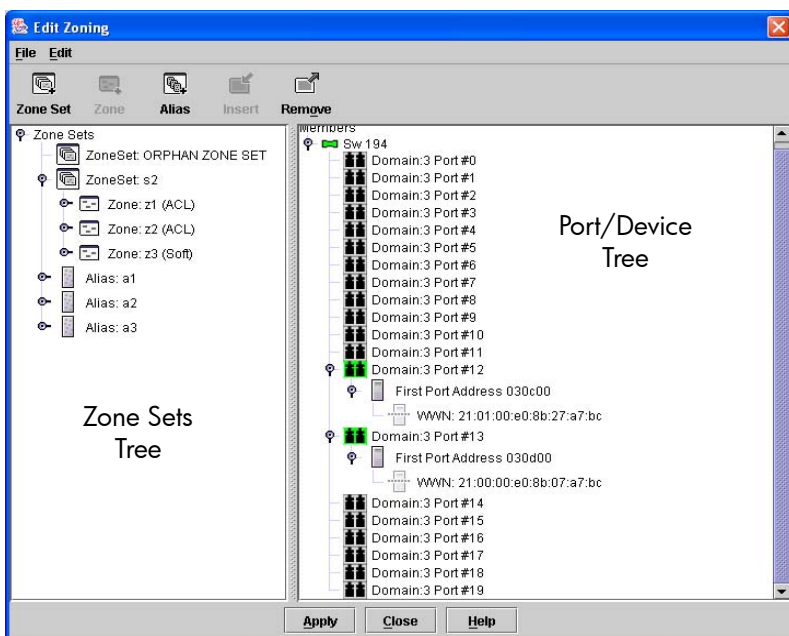 Edit Zoning
File Edit
Zone Set Zone Alias Insert Remove
Zone Sets
ZoneSet: ORPHAN ZONE SET
ZoneSet: s2
Zone: z1 (ACL)
Zone: z2 (ACL)
Zone: z3 (Soft)
Alias: a1
Alias: a2
Alias: a3
Zone Sets
Tree
Members
Sw 194
Domain:3 Port #0
Domain:3 Port #1
Domain:3 Port #2
Domain:3 Port #3
Domain:3 Port #4
Domain:3 Port #5
Domain:3 Port #6
Domain:3 Port #7
Domain:3 Port #8
Domain:3 Port #9
Domain:3 Port #10
Domain:3 Port #11
Domain:3 Port #12
First Port Address 030c00
WWN: 21:01:00:e0:8b:27:a7:bc
Domain:3 Port #13
First Port Address 030d00
WWN: 21:00:00:e0:8b:07:a7:bc
Domain:3 Port #14
Domain:3 Port #15
Domain:3 Port #16
Domain:3 Port #17
Domain:3 Port #18
Domain:3 Port #19
Port/Device
Tree
Apply Close Help